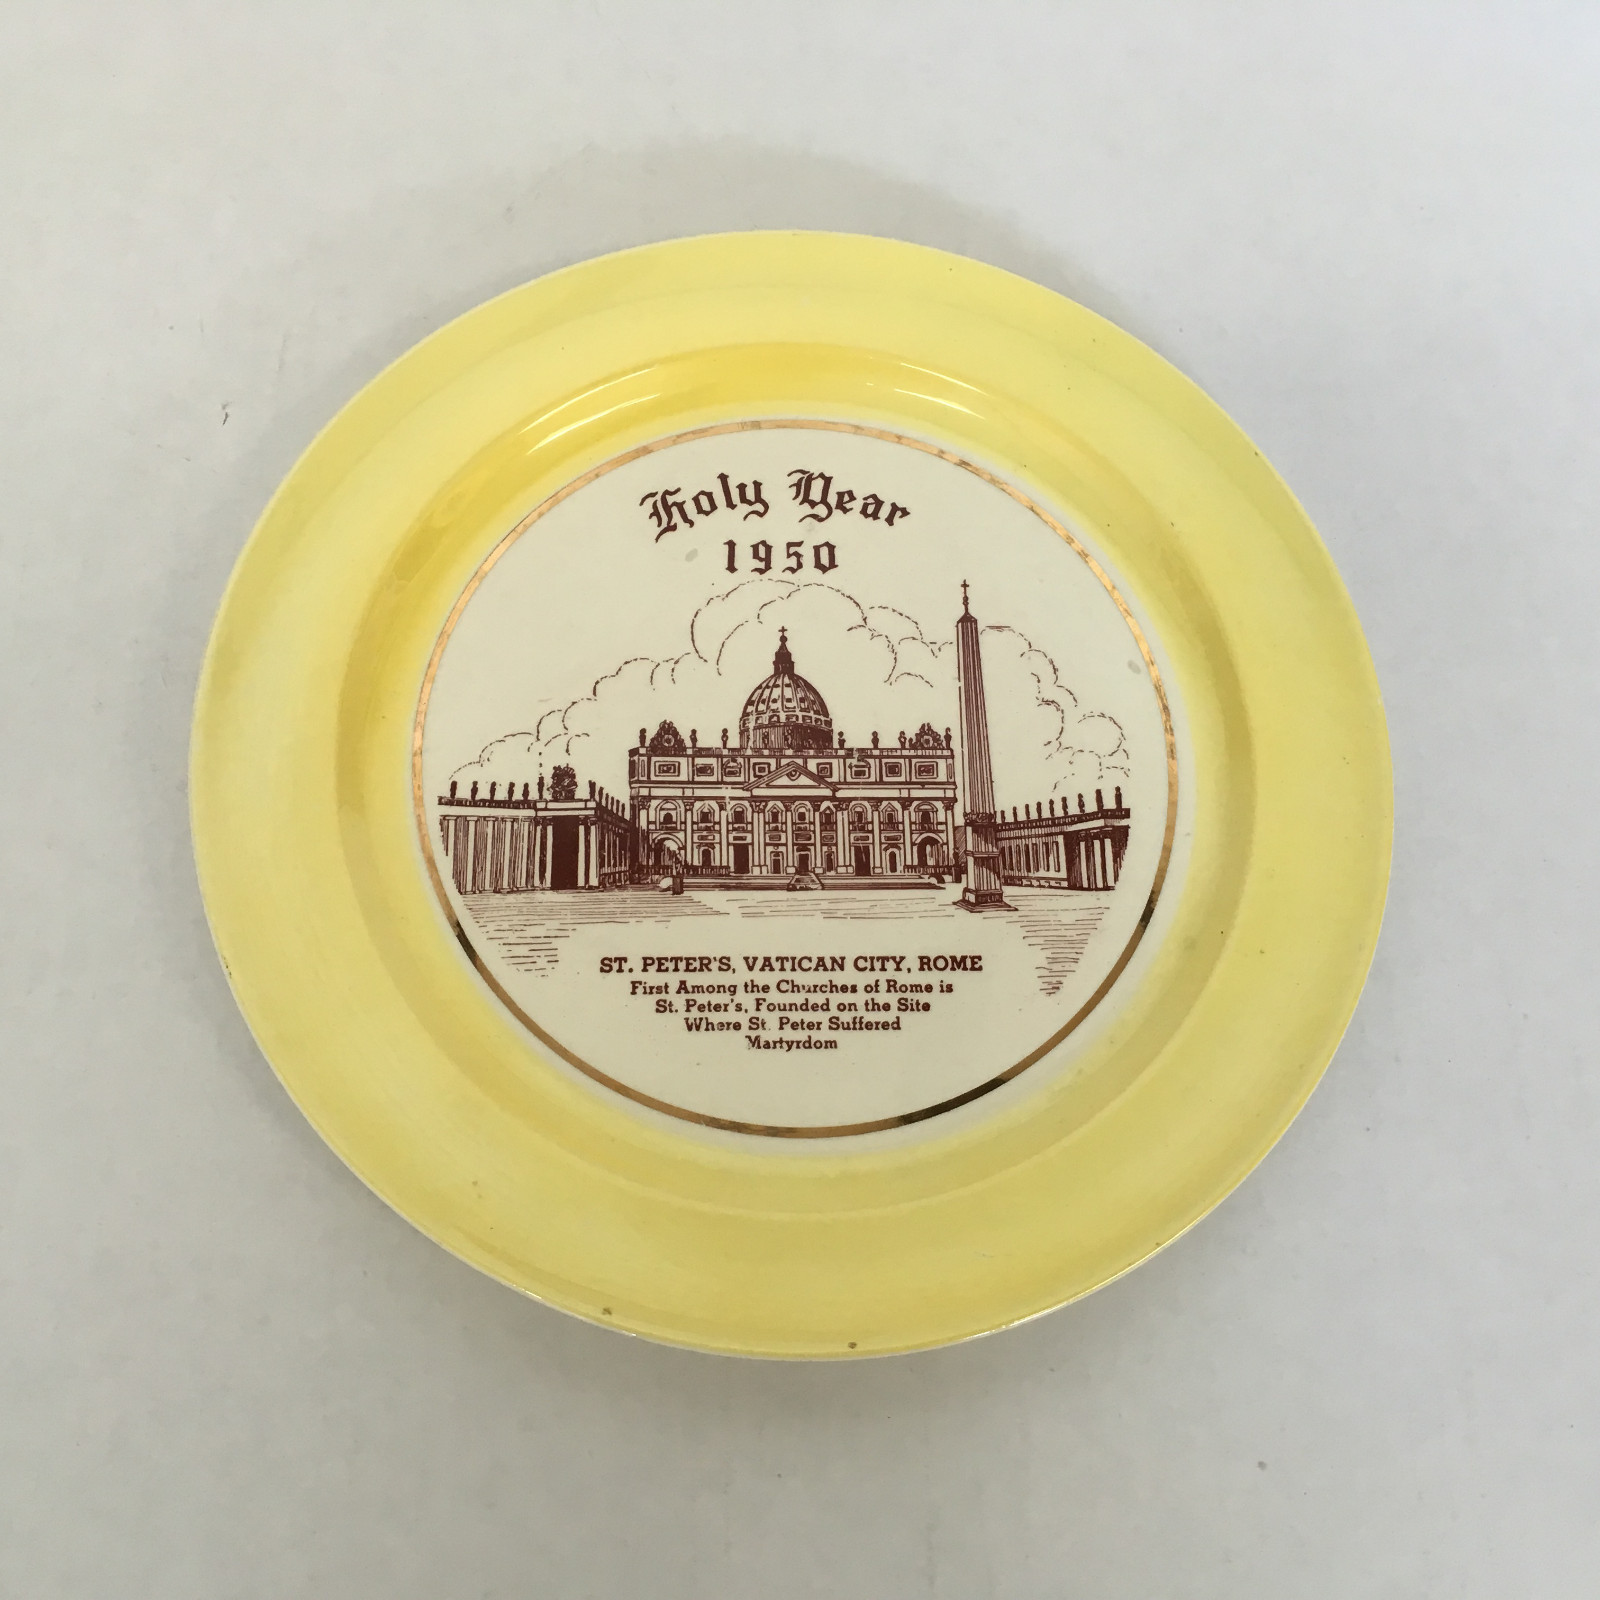 Holy Year
1950
ST. PETER'S, VATICAN CITY, ROME
First Among the Churches of Rome is
St. Peter's, Founded on the Site
Where St. Peter Suffered
Martyrdom